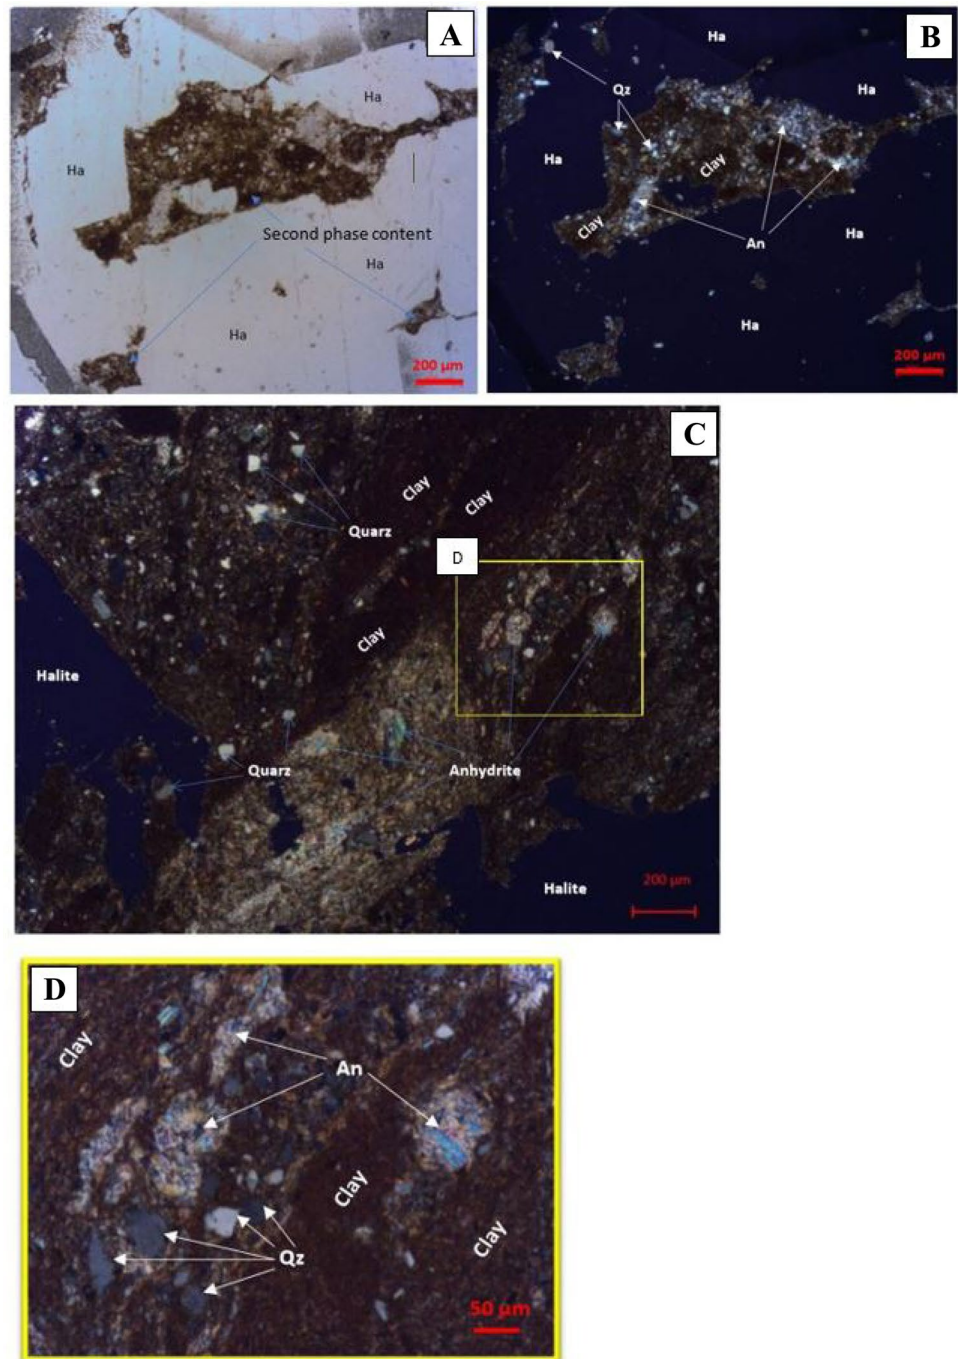 A
Ha
Ha
Second phase content
Ha
Ha
200 µm
B
Ha
Qz
Ha
Ha
Clay
Clay
An
Ha
Ha
200 µm
C
Clay
Clay
Quarz
D
Clay
Halite
Quarz
Anhydrite
200 µm
Halite
D
Clay
An
Clay
Clay
Qz
50 µm